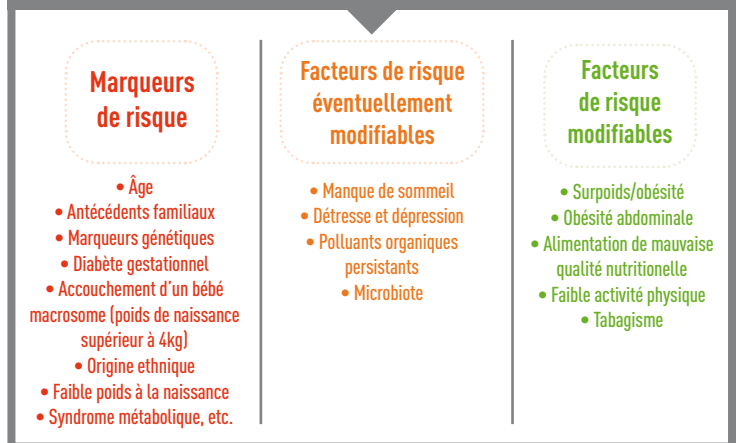 Marqueurs
de risque
• Âge
• Antécédents familiaux
• Marqueurs génétiques
• Diabète gestationnel
• Accouchement d'un bébé
macrosome (poids de naissance
supérieur à 4kg)
• Origine ethnique
• Faible poids à la naissance
• Syndrome métabolique, etc.
Facteurs de risque
éventuellement
modifiables
• Manque de sommeil
• Détresse et dépression
• Polluants organiques
persistants
• Microbiote
Facteurs
de risque
modifiables
• Surpoids/obésité
• Obésité abdominale
• Alimentation de mauvaise
qualité nutritionelle
• Faible activité physique
• Tabagisme